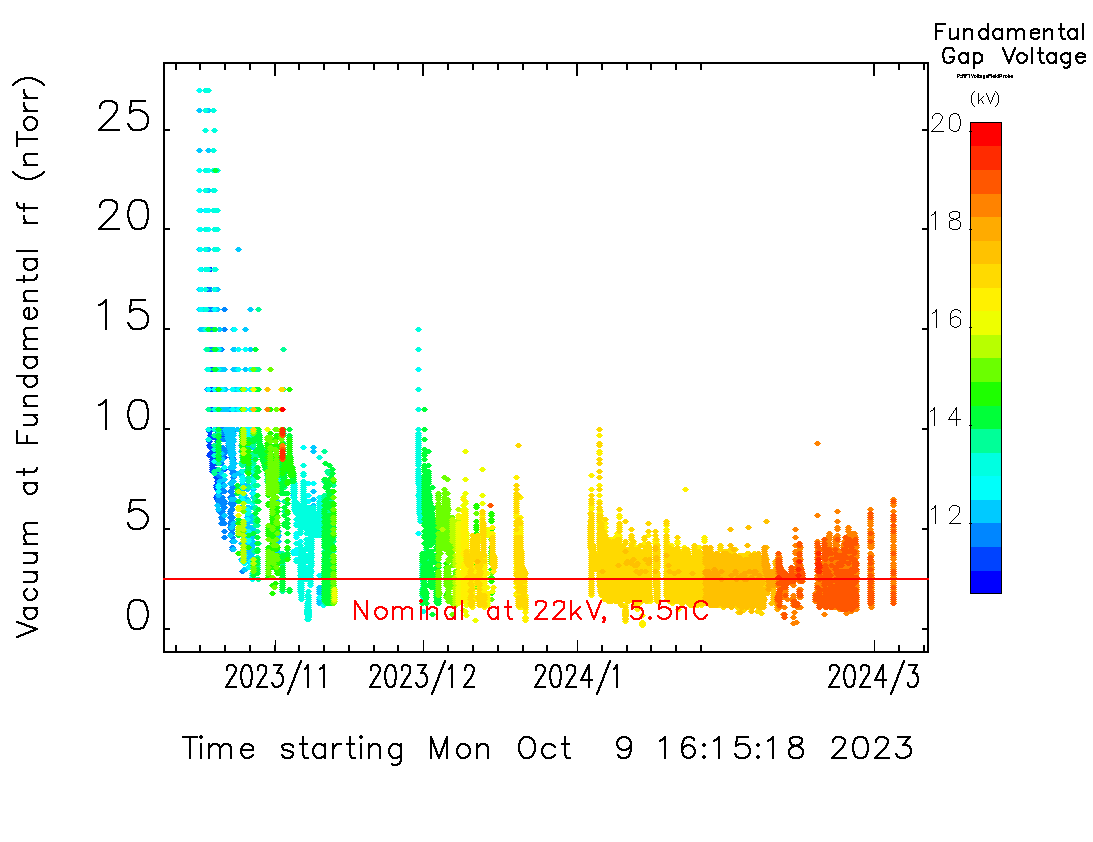 Fundamental
Gap Voltage
P:RF1VoltageFieldProbe
(kV)
20
18
16
14
12
Vacuum at Fundamental rf (nTorr)
25
20
15
10
5
0
Nominal at 22kV, 5.5nC
2023/11 2023/12 2024/1 2024/3
Time starting Mon Oct 9 16:15:18 2023